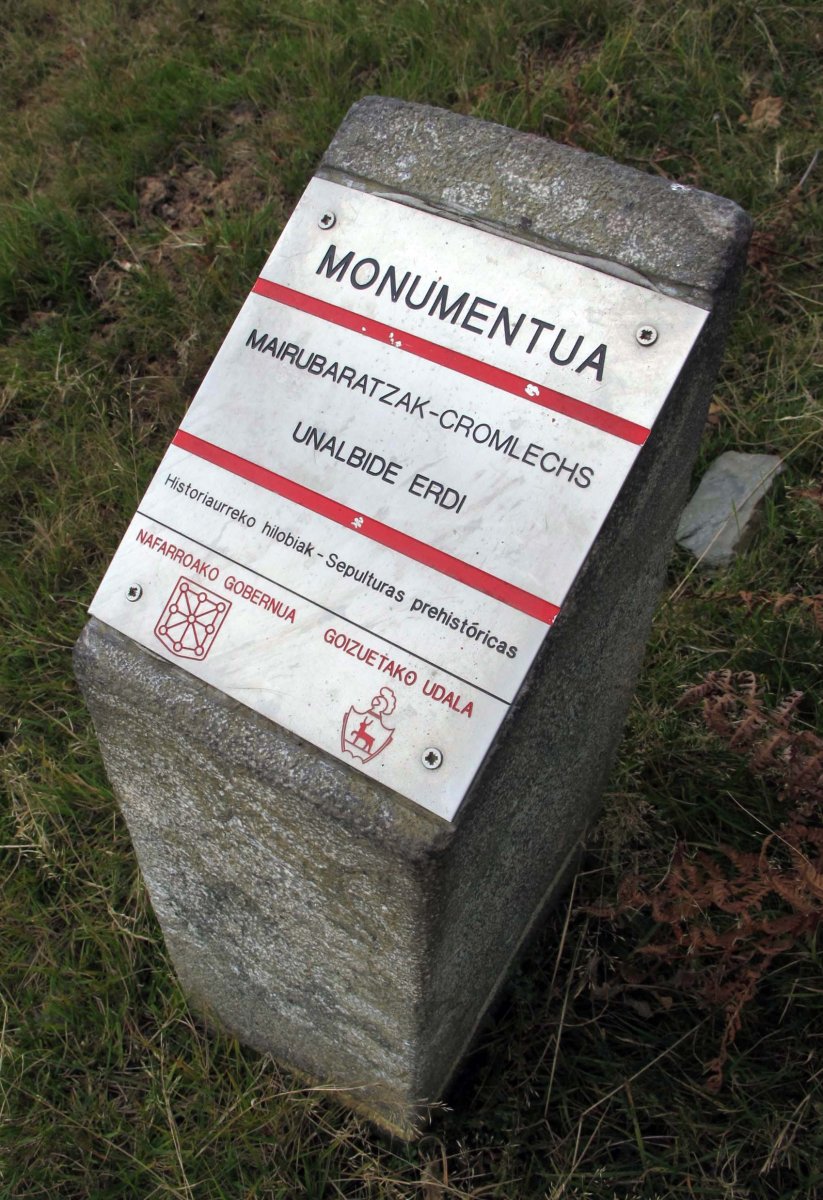 MONUMENTUA
MAIRUBARATZAK-CROMLECHS
UNALBIDE ERDI
Historiaurreko hilobiak - Sepulturas prehistóricas
NAFARROAKO GOBERNUA
GOIZUETAKO UDALA